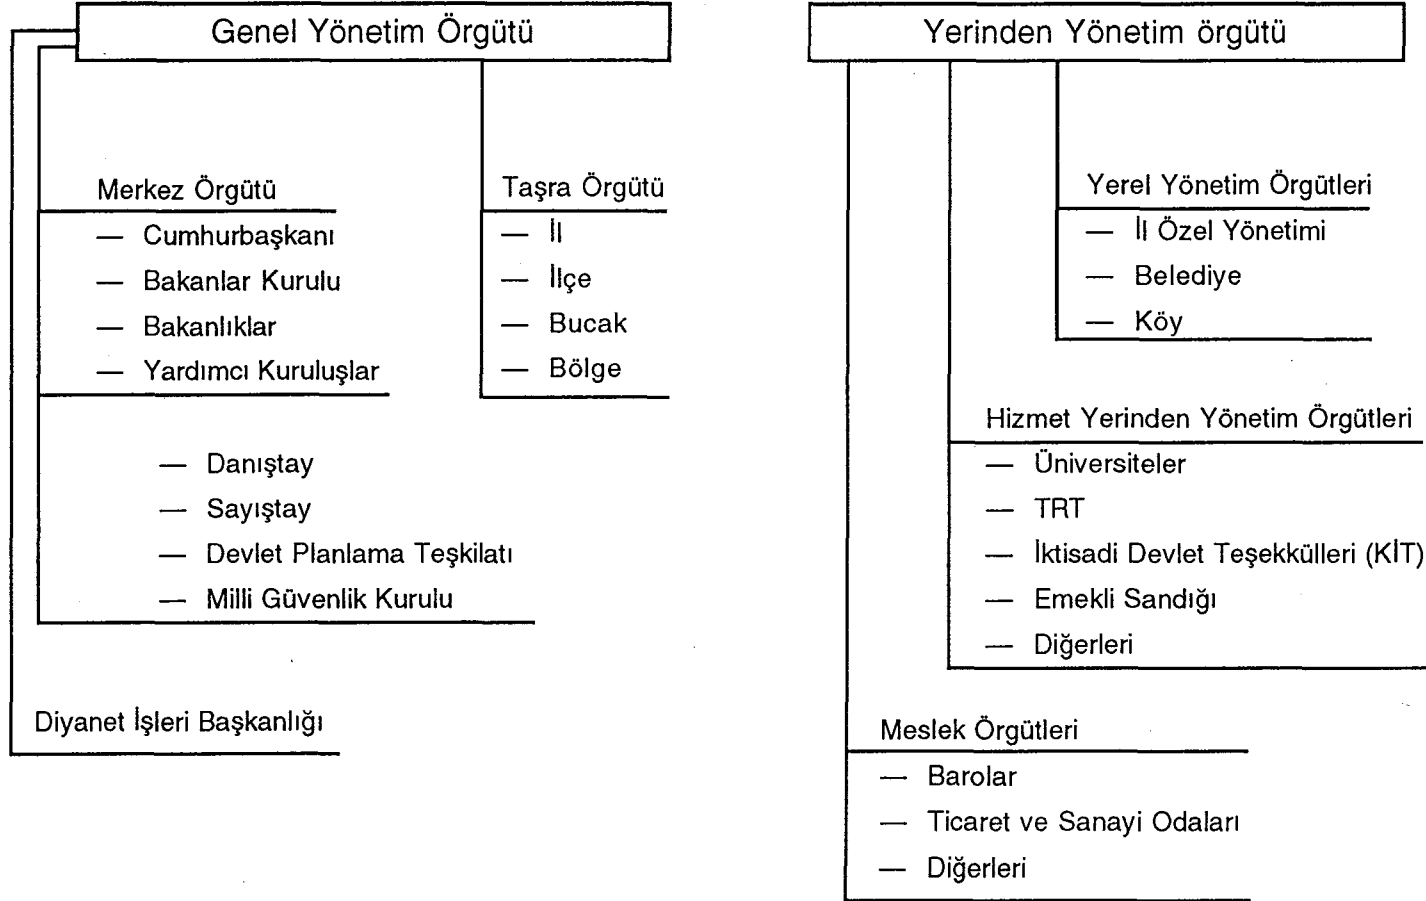 Genel Yönetim Örgütü
Merkez Örgütü
— Cumhurbaşkanı
— Bakanlar Kurulu
— Bakanlıklar
— Yardımcı Kuruluşlar
— Danıştay
— Sayıştay
— Devlet Planlama Teşkilatı
— Milli Güvenlik Kurulu
Diyanet İşleri Başkanlığı
Taşra Örgütü
— İl
— İlçe
— Bucak
— Bölge
Yerinden Yönetim örgütü
Yerel Yönetim Örgütleri
— İl Özel Yönetimi
— Belediye
— Köy
Hizmet Yerinden Yönetim Örgütleri
— Üniversiteler
— TRT
— İktisadi Devlet Teşekkülleri (KİT)
— Emekli Sandığı
— Diğerleri
Meslek Örgütleri
— Barolar
— Ticaret ve Sanayi Odaları
— Diğerleri